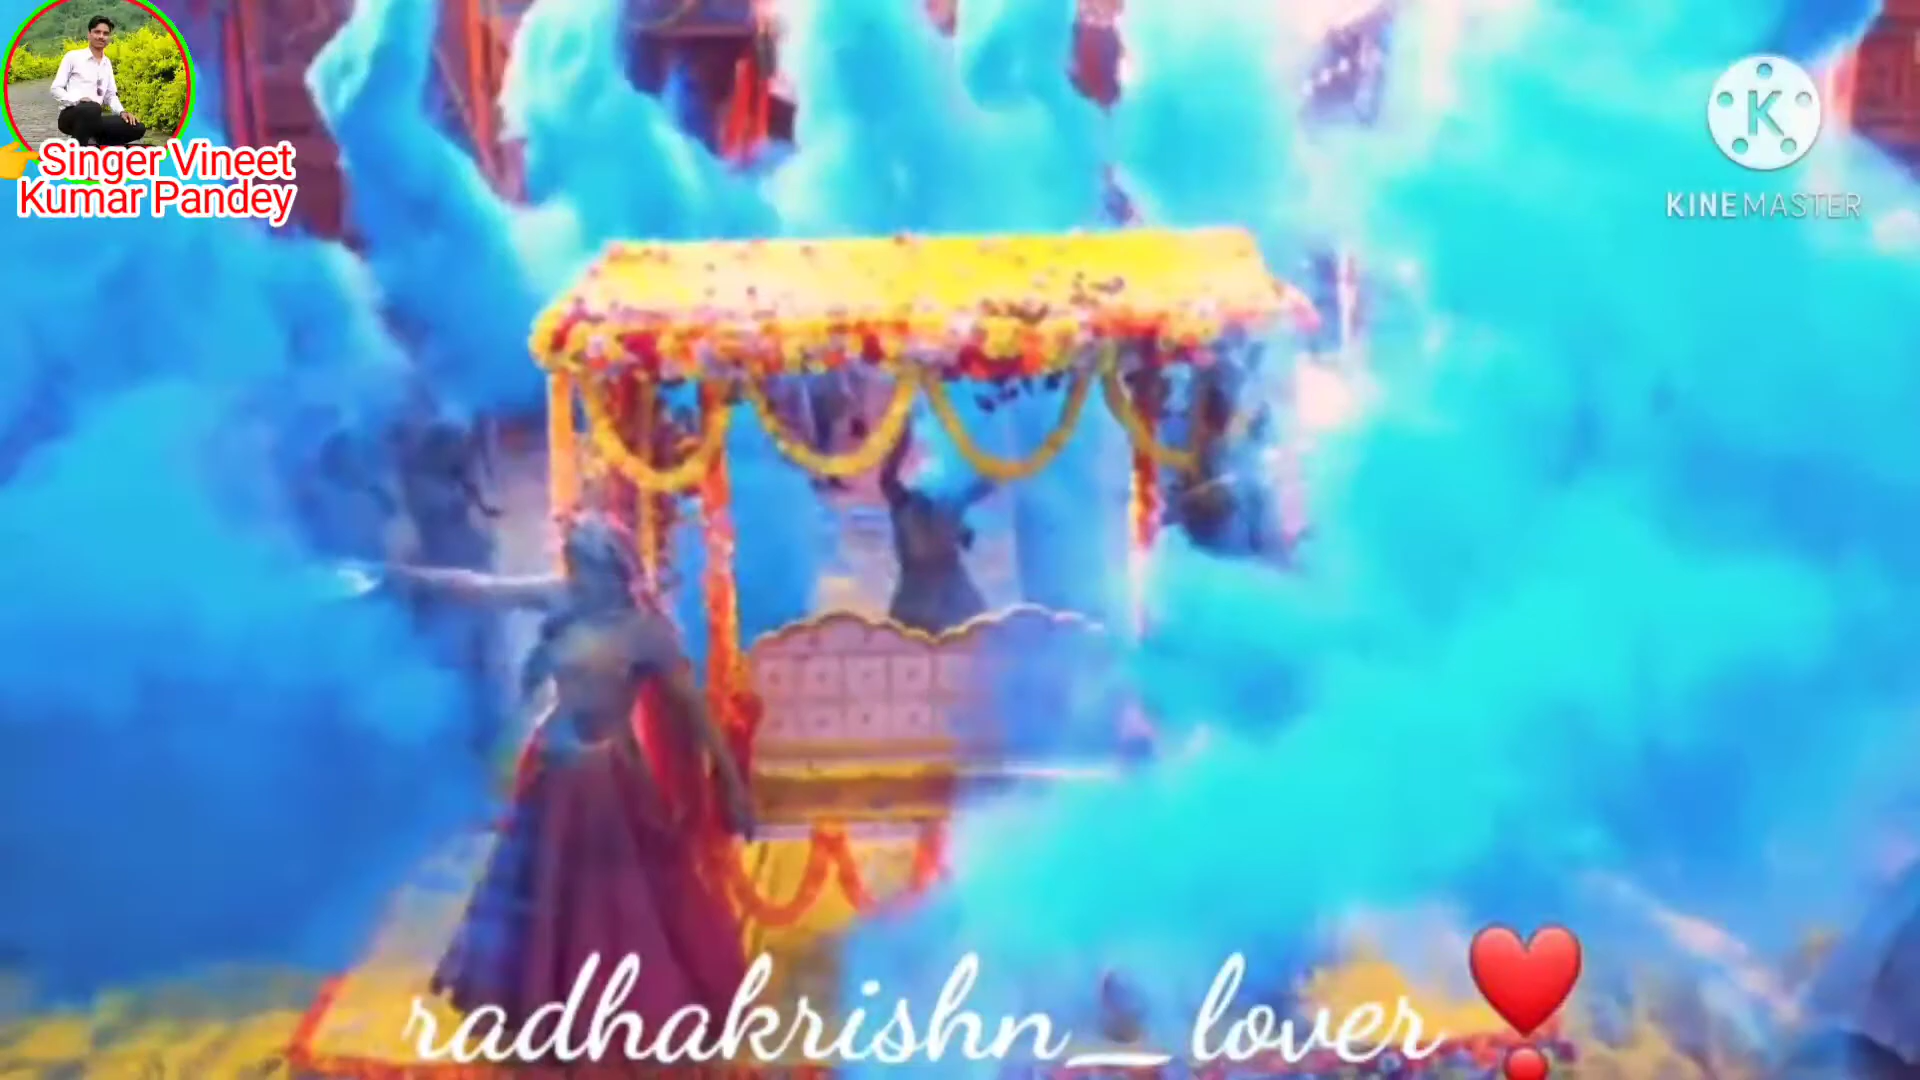 👉Singer Vineet
Kumar Pandey
K
KINEMASTER
radhakrishn_lover❣️